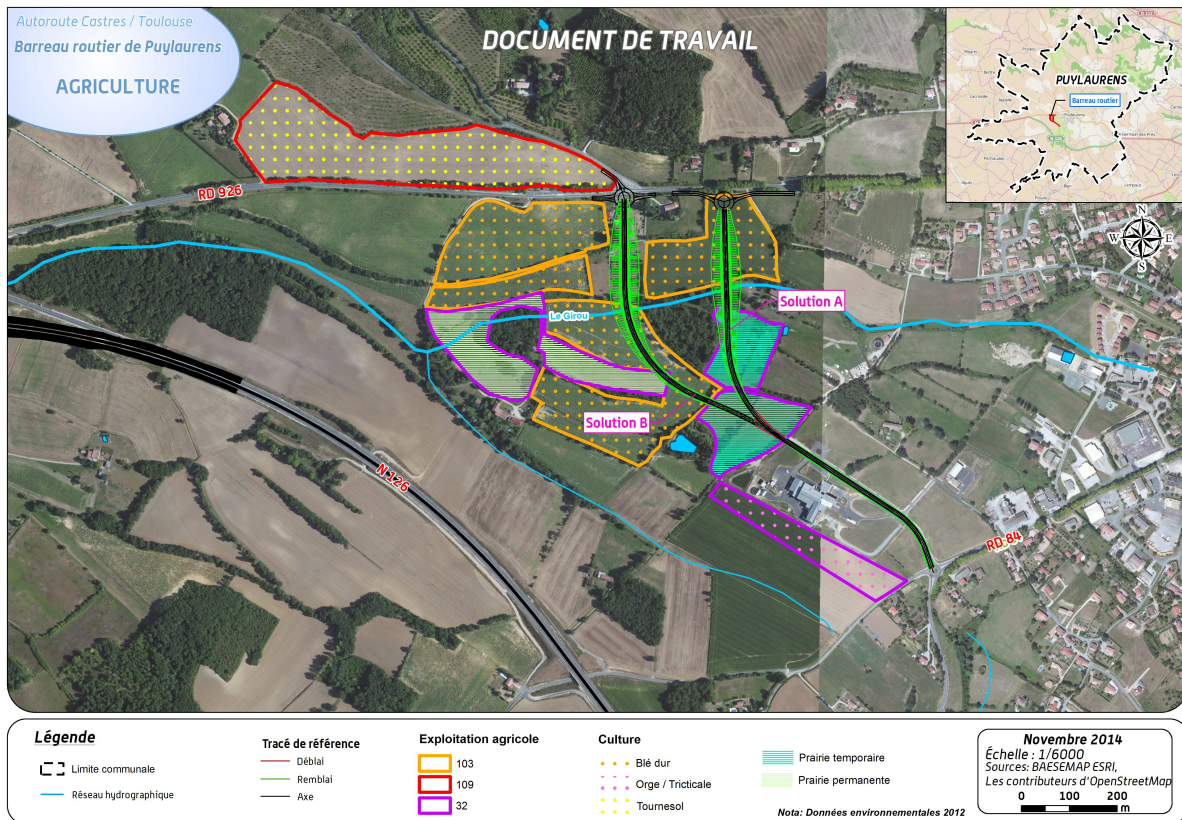 Autoroute Castres / Toulouse
Barreau routier de Puylaurens
AGRICULTURE
DOCUMENT DE TRAVAIL
PUYLAURENS
Barreau routier
N
W
E
S
RD 926
Solution A
Le Girou
Solution B
N 126
RD 84
Légende
Limite communale
Réseau hydrographique
Tracé de référence
Déblai
Remblai
Axe
Exploitation agricole
103
109
32
Culture
Blé dur
Orge / Tricticale
Tournesol
Prairie temporaire
Prairie permanente
Nota: Données environnementales 2012
Novembre 2014
Échelle : 1/6000
Sources: BAESEMAP ESRI,
Les contributeurs d'OpenStreetMap
0 100 200
m